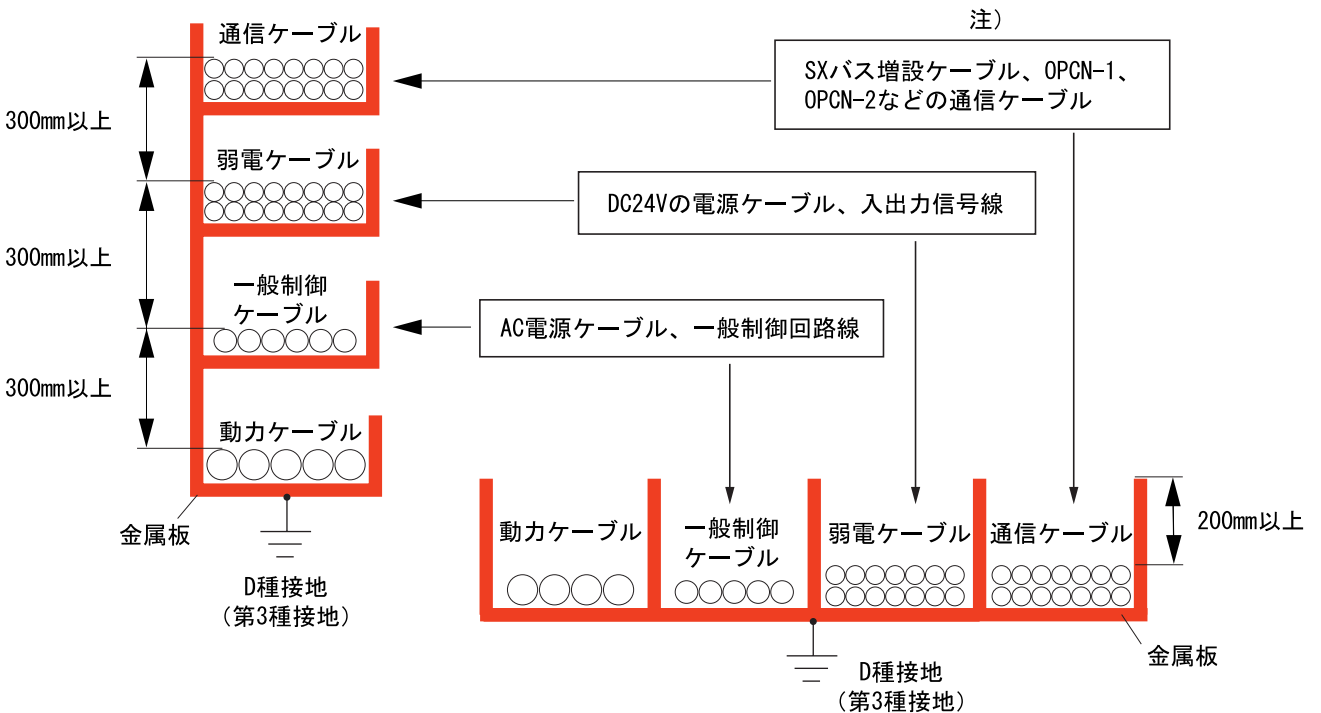 注)
通信ケーブル
SXバス増設ケーブル、OPCN-1、
OPCN-2などの通信ケーブル
300mm以上
弱電ケーブル
DC24Vの電源ケーブル、入出力信号線
300mm以上
一般制御
ケーブル
AC電源ケーブル、一般制御回路線
300mm以上
動力ケーブル
金属板
D種接地
(第3種接地)
動力ケーブル
一般制御
ケーブル
弱電ケーブル
通信ケーブル
200mm以上
金属板
D種接地
(第3種接地)